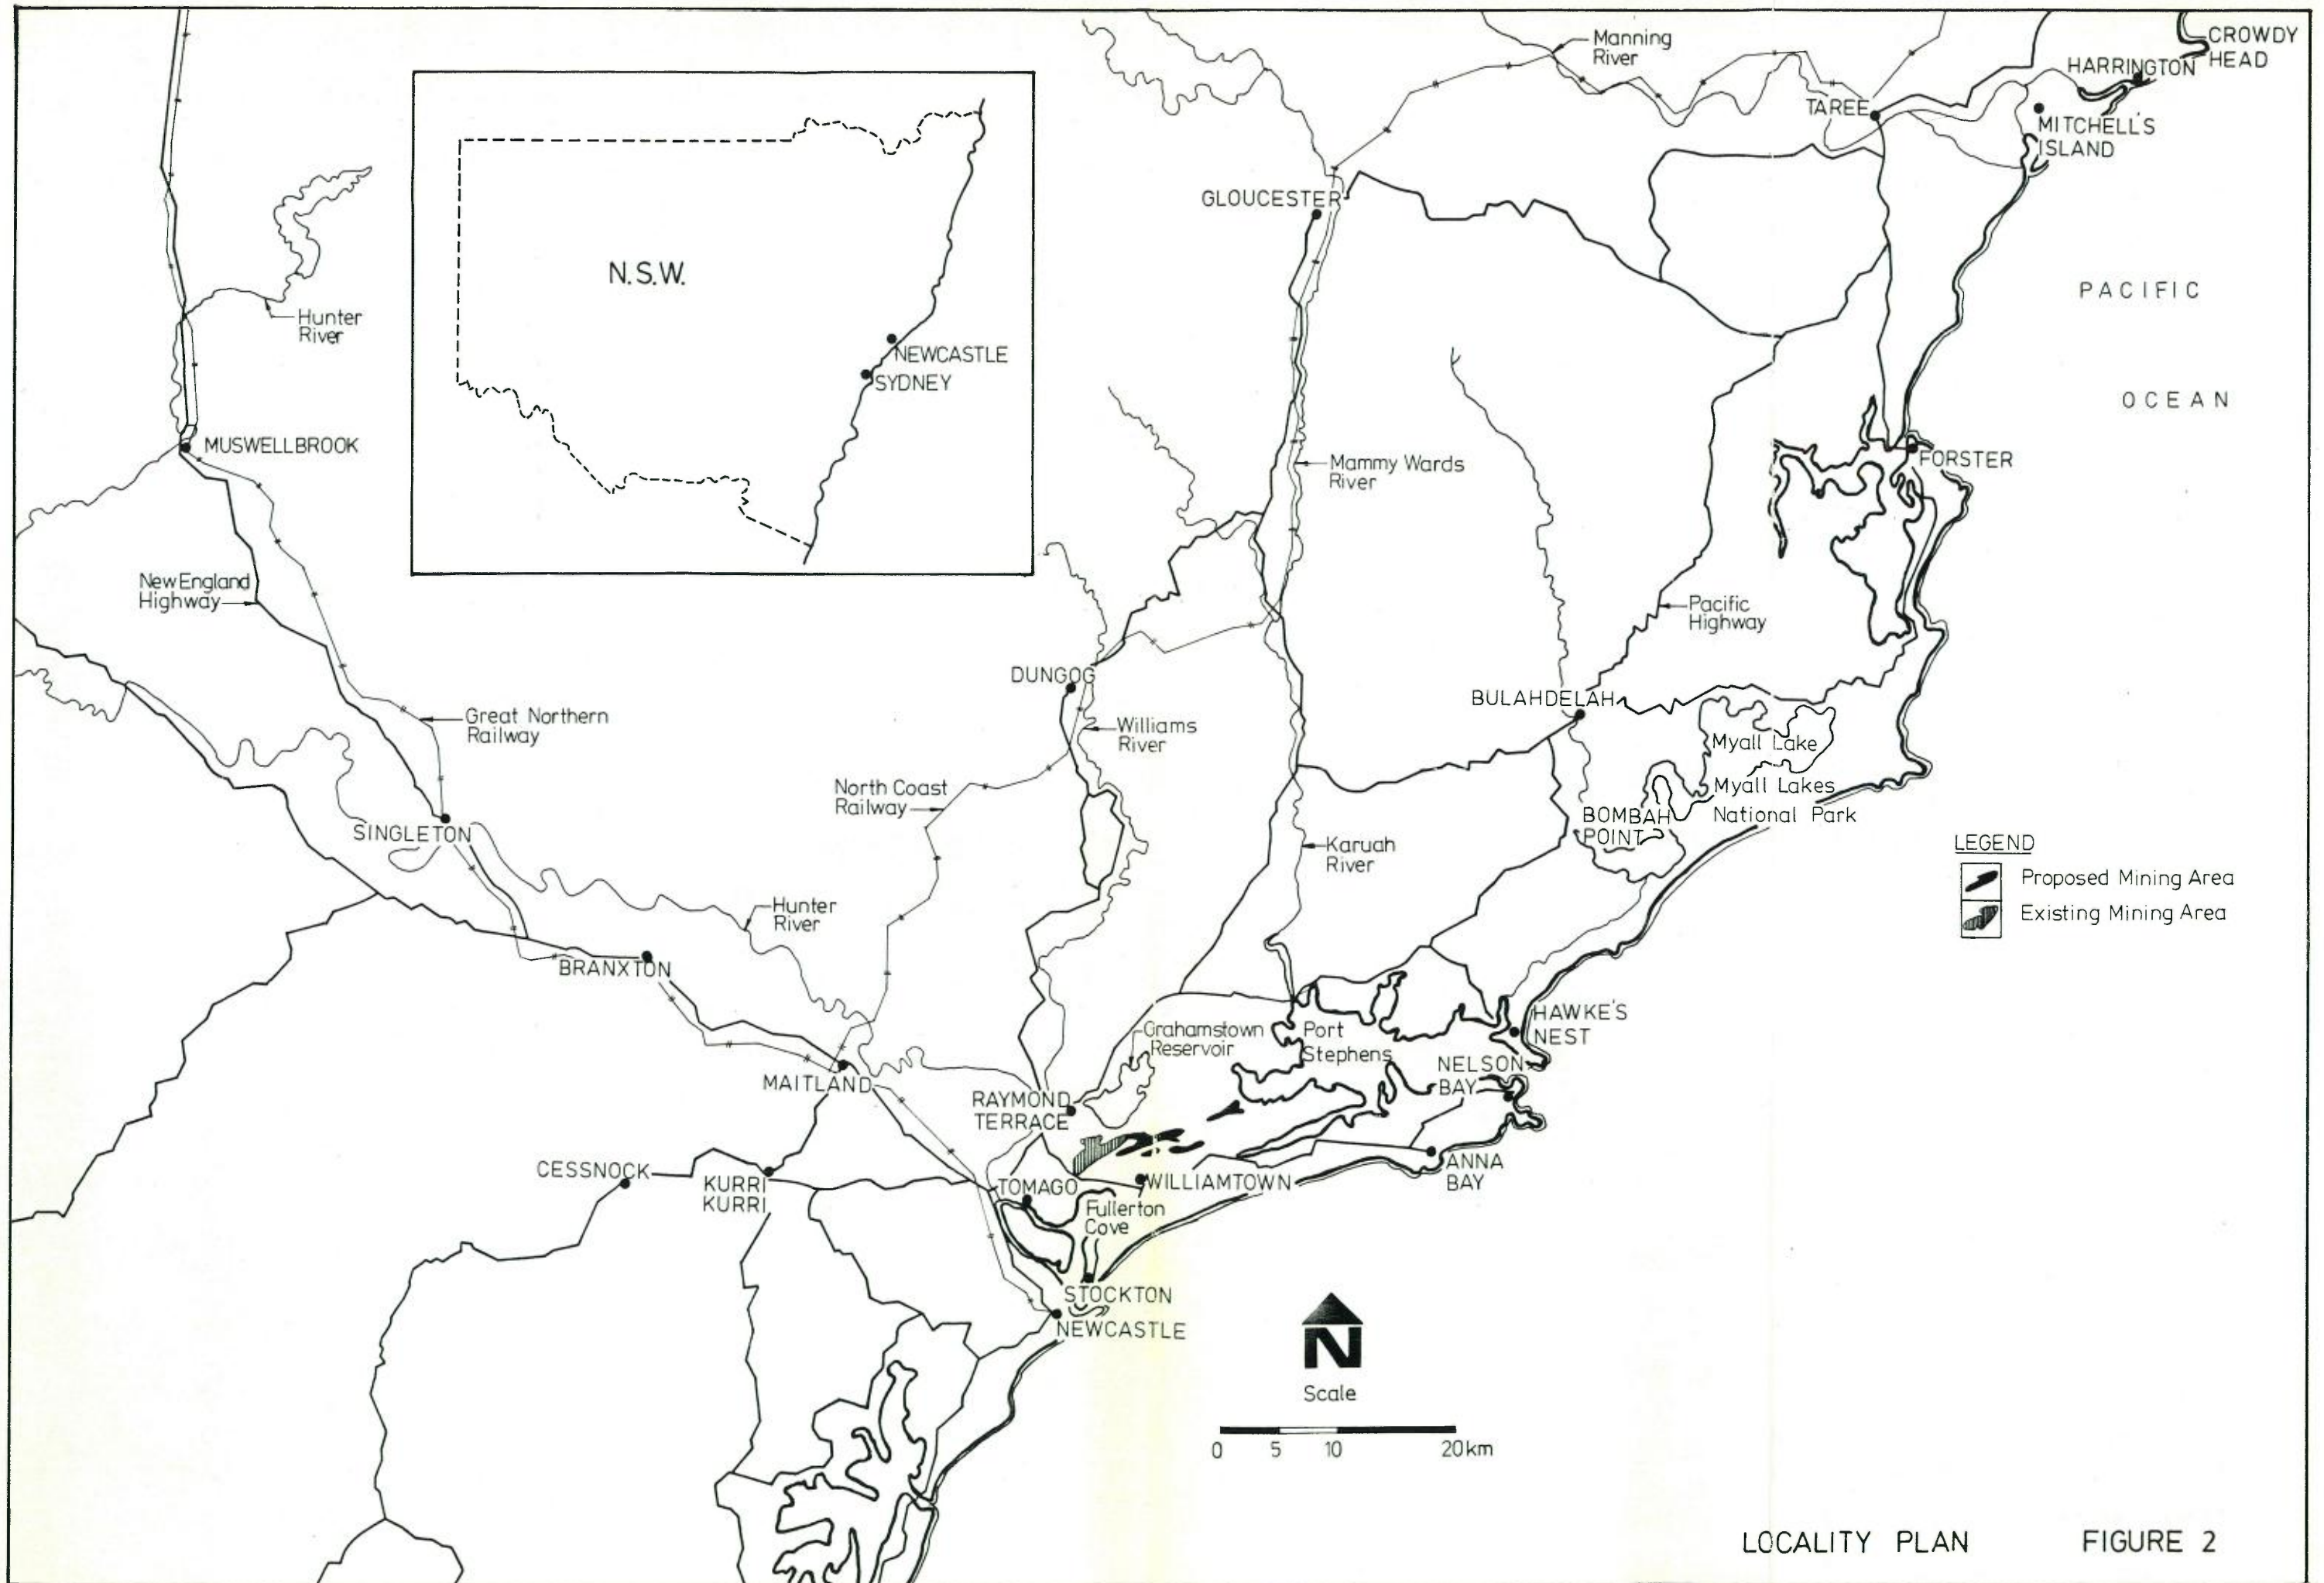 Manning
River
CROWDY
HEAD
HARRINGTON
TAREE
MITCHELL'S
ISLAND
GLOUCESTER
N.S.W.
NEWCASTLE
SYDNEY
PACIFIC
OCEAN
Hunter
River
MUSWELLBROOK
Mammy Wards
River
FORSTER
New England
Highway
Pacific
Highway
DUNGOG
BULAHDELAH
Great Northern
Railway
Williams
River
Myall Lake
North Coast
Railway
Myall Lakes
National Park
BOMBAH
POINT
SINGLETON
Karuah
River
LEGEND
Proposed Mining Area
Existing Mining Area
Hunter
River
BRANXTON
HAWKE'S
NEST
Grahamstown
Reservoir
Port
Stephens
NELSON
BAY
MAITLAND
RAYMOND
TERRACE
CESSNOCK
KURRI
KURRI
TOMAGO
WILLIAMTOWN
ANNA
BAY
Fullerton
Cove
STOCKTON
NEWCASTLE
N
Scale
0 5 10 20km
LOCALITY PLAN FIGURE 2